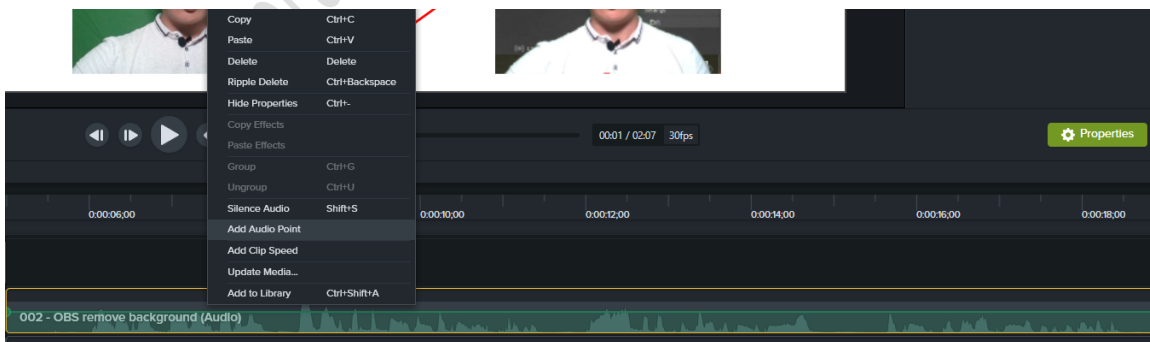 Copy Ctrl+C
Paste Ctrl+V
Delete Delete
Ripple Delete Ctrl+Backspace
Hide Properties Ctrl+-
Copy Effects
Paste Effects
Group Ctrl+G
Ungroup Ctrl+U
Silence Audio Shift+S
Add Audio Point
Add Clip Speed
Update Media...
Add to Library Ctrl+Shift+A
00:01 / 02:07 30fps
Properties
0:00:06;00 0:00:10;00 0:00:12;00 0:00:14;00 0:00:16;00 0:00:18;00
002 - OBS remove background (Audio)